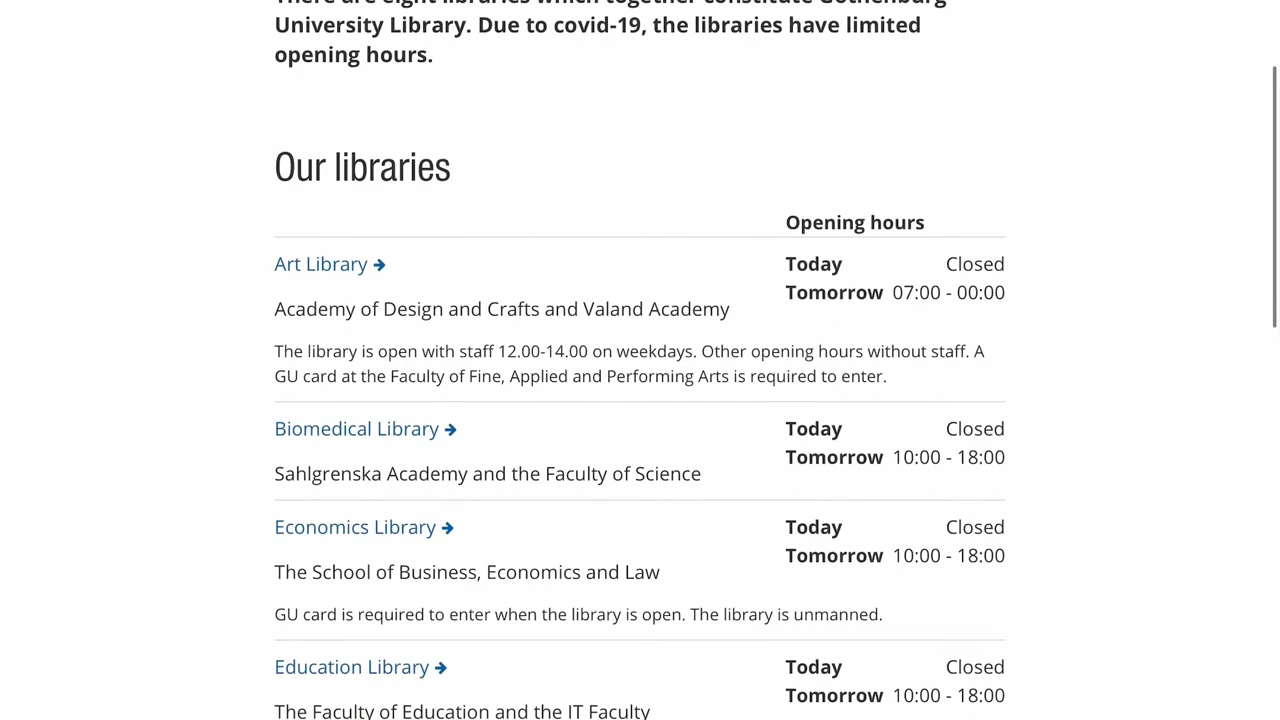 There are eight libraries which together constitute Gothenburg
University Library. Due to covid-19, the libraries have limited
opening hours.
Our libraries
Opening hours
Art Library
Today Closed
Tomorrow 07:00 - 00:00
Academy of Design and Crafts and Valand Academy
The library is open with staff 12.00-14.00 on weekdays. Other opening hours without staff. A
GU card at the Faculty of Fine, Applied and Performing Arts is required to enter.
Biomedical Library
Today Closed
Tomorrow 10:00 - 18:00
Sahlgrenska Academy and the Faculty of Science
Economics Library
Today Closed
Tomorrow 10:00 - 18:00
The School of Business, Economics and Law
GU card is required to enter when the library is open. The library is unmanned.
Education Library
Today Closed
Tomorrow 10:00 - 18:00
The Faculty of Education and the IT Faculty